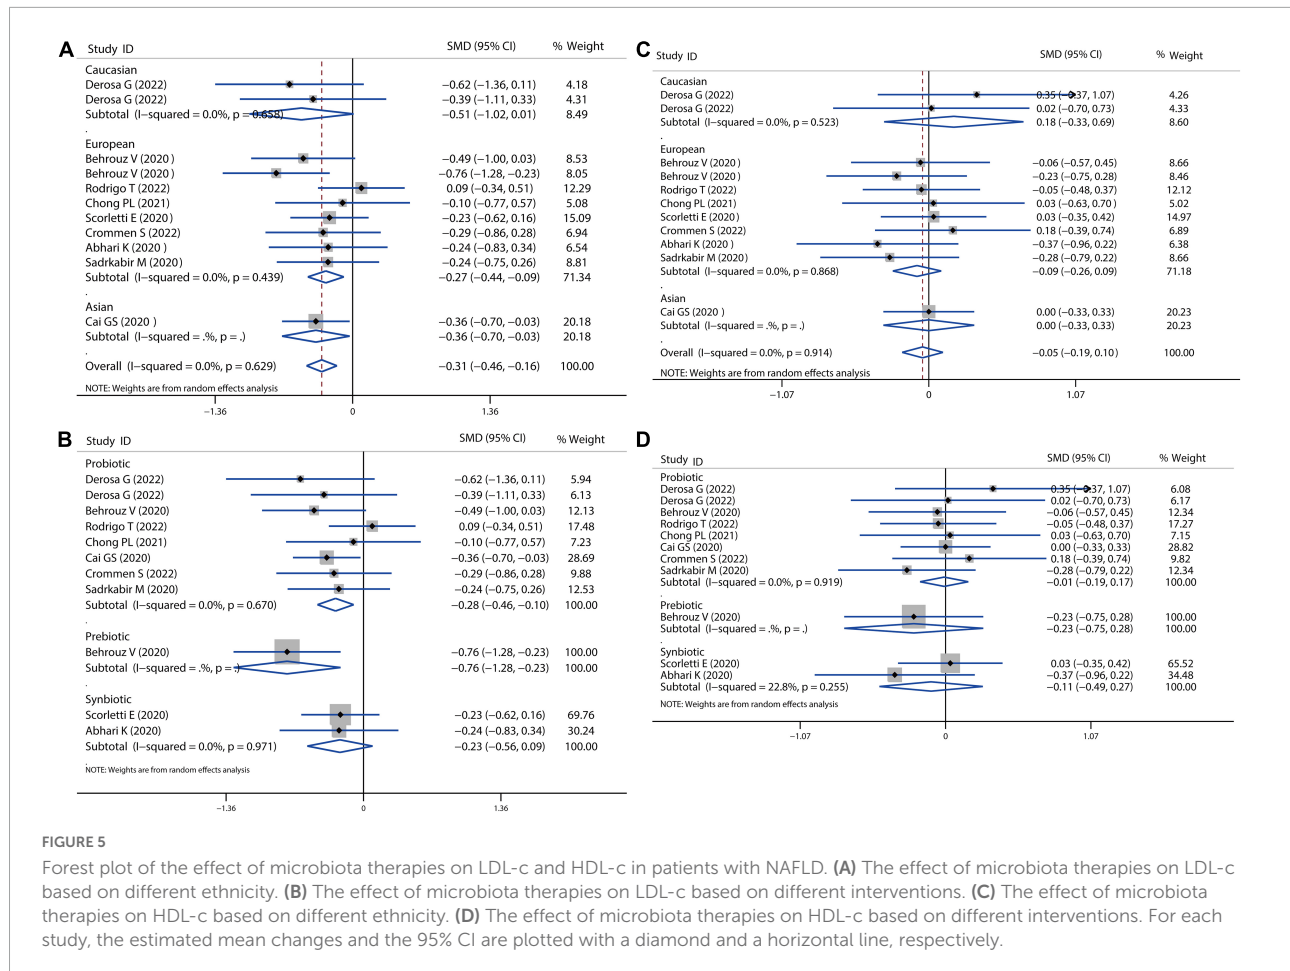 A
Study ID SMD (95% CI) % Weight
Caucasian
Derosa G (2022) −0.62 (−1.36, 0.11) 4.18
Derosa G (2022) −0.39 (−1.11, 0.33) 4.31
Subtotal (I−squared = 0.0%, p = 0.658) −0.51 (−1.02, 0.01) 8.49
.
European
Behrouz V (2020 ) −0.49 (−1.00, 0.03) 8.53
Behrouz V (2020 ) −0.76 (−1.28, −0.23) 8.05
Rodrigo T (2022) 0.09 (−0.34, 0.51) 12.29
Chong PL (2021) −0.10 (−0.77, 0.57) 5.08
Scorletti E (2020) −0.23 (−0.62, 0.16) 15.09
Crommen S (2022) −0.29 (−0.86, 0.28) 6.94
Abhari K (2020 ) −0.24 (−0.83, 0.34) 6.54
Sadrkabir M (2020) −0.24 (−0.75, 0.26) 8.81
Subtotal (I−squared = 0.0%, p = 0.439) −0.27 (−0.44, −0.09) 71.34
.
Asian
Cai GS (2020 ) −0.36 (−0.70, −0.03) 20.18
Subtotal (I−squared = .%, p = .) −0.36 (−0.70, −0.03) 20.18
.
Overall (I−squared = 0.0%, p = 0.629) −0.31 (−0.46, −0.16) 100.00
NOTE: Weights are from random effects analysis
−1.36 0 1.36
B
Study ID SMD (95% CI) % Weight
Probiotic
Derosa G (2022) −0.62 (−1.36, 0.11) 5.94
Derosa G (2022) −0.39 (−1.11, 0.33) 6.13
Behrouz V (2020) −0.49 (−1.00, 0.03) 12.13
Rodrigo T (2022) 0.09 (−0.34, 0.51) 17.48
Chong PL (2021) −0.10 (−0.77, 0.57) 7.23
Cai GS (2020) −0.36 (−0.70, −0.03) 28.69
Crommen S (2022) −0.29 (−0.86, 0.28) 9.88
Sadrkabir M (2020) −0.24 (−0.75, 0.26) 12.53
Subtotal (I−squared = 0.0%, p = 0.670) −0.28 (−0.46, −0.10) 100.00
.
Prebiotic
Behrouz V (2020) −0.76 (−1.28, −0.23) 100.00
Subtotal (I−squared = .%, p = .) −0.76 (−1.28, −0.23) 100.00
.
Synbiotic
Scorletti E (2020) −0.23 (−0.62, 0.16) 69.76
Abhari K (2020) −0.24 (−0.83, 0.34) 30.24
Subtotal (I−squared = 0.0%, p = 0.971) −0.23 (−0.56, 0.09) 100.00
.
NOTE: Weights are from random effects analysis
−1.36 0 1.36
C
Study ID SMD (95% CI) % Weight
Caucasian
Derosa G (2022) 0.35 (−0.37, 1.07) 4.26
Derosa G (2022) 0.02 (−0.70, 0.73) 4.33
Subtotal (I−squared = 0.0%, p = 0.523) 0.18 (−0.33, 0.69) 8.60
.
European
Behrouz V (2020 ) −0.06 (−0.57, 0.45) 8.66
Behrouz V (2020 ) −0.23 (−0.75, 0.28) 8.46
Rodrigo T (2022) −0.05 (−0.48, 0.37) 12.12
Chong PL (2021) 0.03 (−0.63, 0.70) 5.02
Scorletti E (2020) 0.03 (−0.35, 0.42) 14.97
Crommen S (2022) 0.18 (−0.39, 0.74) 6.89
Abhari K (2020 ) −0.37 (−0.96, 0.22) 6.38
Sadrkabir M (2020) −0.28 (−0.79, 0.22) 8.66
Subtotal (I−squared = 0.0%, p = 0.868) −0.09 (−0.26, 0.09) 71.18
.
Asian
Cai GS (2020 ) 0.00 (−0.33, 0.33) 20.23
Subtotal (I−squared = .%, p = .) 0.00 (−0.33, 0.33) 20.23
.
Overall (I−squared = 0.0%, p = 0.914) −0.05 (−0.19, 0.10) 100.00
NOTE: Weights are from random effects analysis
−1.07 0 1.07
D
Study ID SMD (95% CI) % Weight
Probiotic
Derosa G (2022) 0.35 (−0.37, 1.07) 6.08
Derosa G (2022) 0.02 (−0.70, 0.73) 6.17
Behrouz V (2020) −0.06 (−0.57, 0.45) 12.34
Rodrigo T (2022) −0.05 (−0.48, 0.37) 17.27
Chong PL (2021) 0.03 (−0.63, 0.70) 7.15
Cai GS (2020) 0.00 (−0.33, 0.33) 28.82
Crommen S (2022) 0.18 (−0.39, 0.74) 9.82
Sadrkabir M (2020) −0.28 (−0.79, 0.22) 12.34
Subtotal (I−squared = 0.0%, p = 0.919) −0.01 (−0.19, 0.17) 100.00
.
Prebiotic
Behrouz V (2020) −0.23 (−0.75, 0.28) 100.00
Subtotal (I−squared = .%, p = .) −0.23 (−0.75, 0.28) 100.00
.
Synbiotic
Scorletti E (2020) 0.03 (−0.35, 0.42) 65.52
Abhari K (2020) −0.37 (−0.96, 0.22) 34.48
Subtotal (I−squared = 22.8%, p = 0.255) −0.11 (−0.49, 0.27) 100.00
.
NOTE: Weights are from random effects analysis
−1.07 0 1.07
FIGURE 5
Forest plot of the effect of microbiota therapies on LDL-c and HDL-c in patients with NAFLD. (A) The effect of microbiota therapies on LDL-c
based on different ethnicity. (B) The effect of microbiota therapies on LDL-c based on different interventions. (C) The effect of microbiota
therapies on HDL-c based on different ethnicity. (D) The effect of microbiota therapies on HDL-c based on different interventions. For each
study, the estimated mean changes and the 95% CI are plotted with a diamond and a horizontal line, respectively.